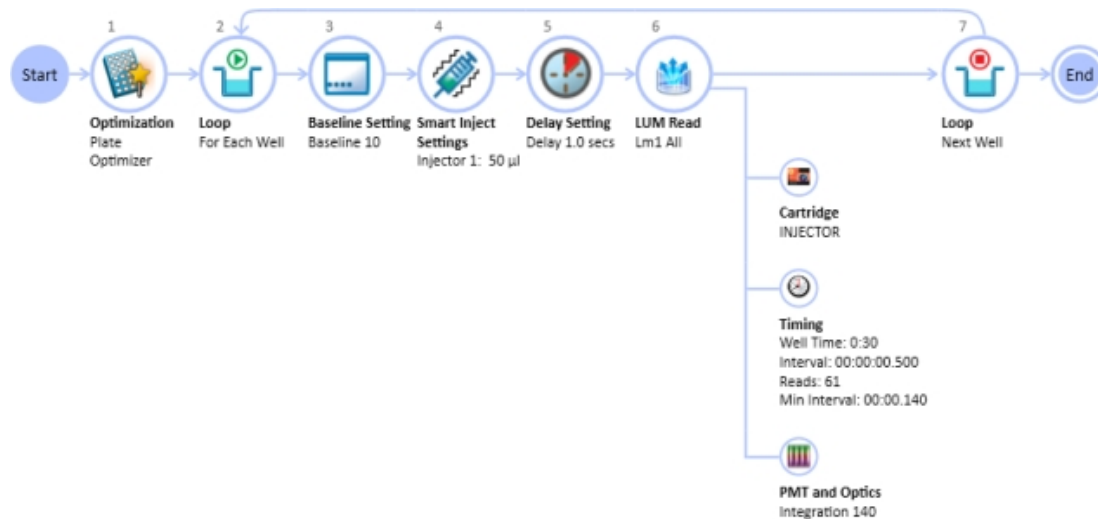 1
2
3
4
5
6
7
Start
End
Optimization
Plate
Optimizer
Loop
For Each Well
Baseline Setting
Baseline 10
Smart Inject
Settings
Injector 1: 50 µl
Delay Setting
Delay 1.0 secs
LUM Read
Lm1 All
Loop
Next Well
Cartridge
INJECTOR
Timing
Well Time: 0:30
Interval: 00:00:00.500
Reads: 61
Min Interval: 00:00.140
PMT and Optics
Integration 140